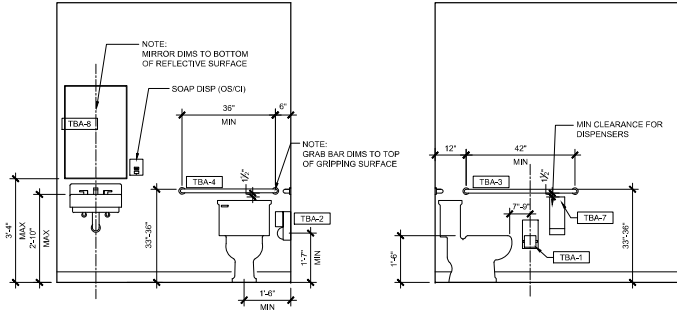 NOTE:
MIRROR DIMS TO BOTTOM
OF REFLECTIVE SURFACE
SOAP DISP (OS/CI)
TBA-8
36"
MIN
6"
NOTE:
GRAB BAR DIMS TO TOP
OF GRIPPING SURFACE
TBA-4
1½"
TBA-2
3'-4"
MAX
2'-10"
MAX
33"-36"
1'-7"
MIN
1'-6"
MIN
MIN CLEARANCE FOR
DISPENSERS
12"
42"
MIN
TBA-3
1½"
7"-9"
TBA-7
TBA-1
1'-6"
33"-36"